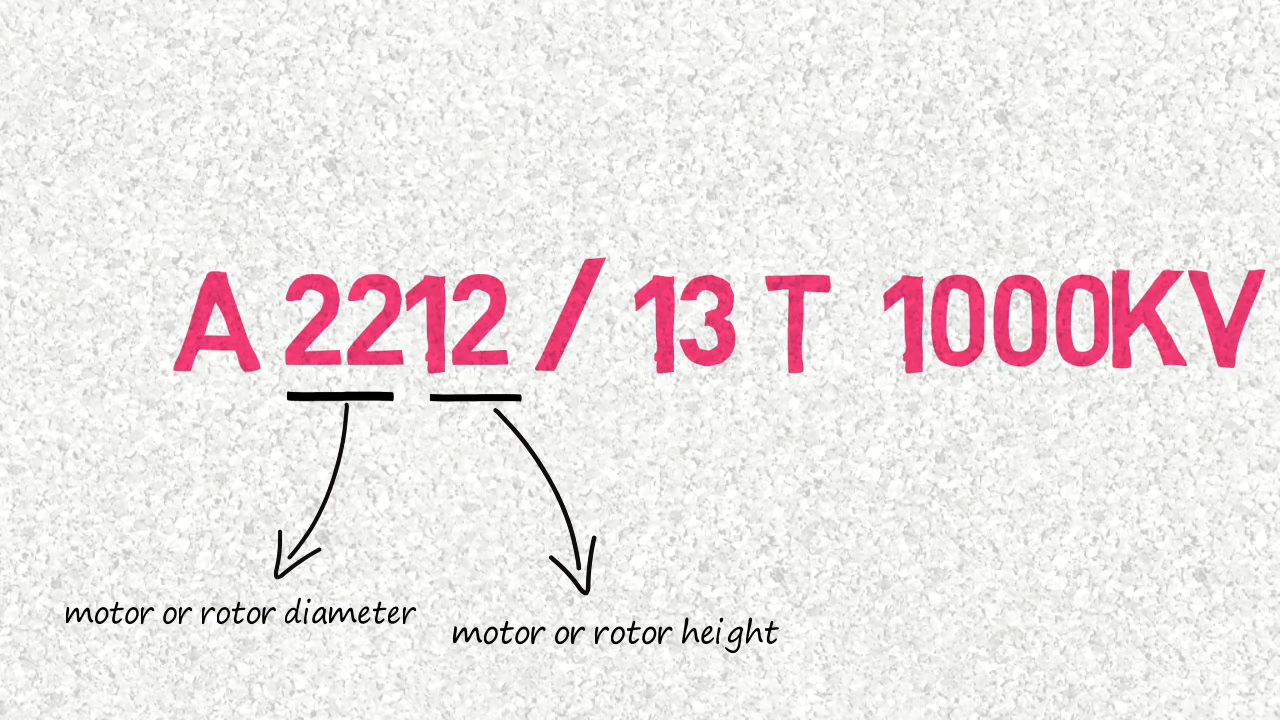 A 2212 / 13 T 1000KV
motor or rotor diameter
motor or rotor height